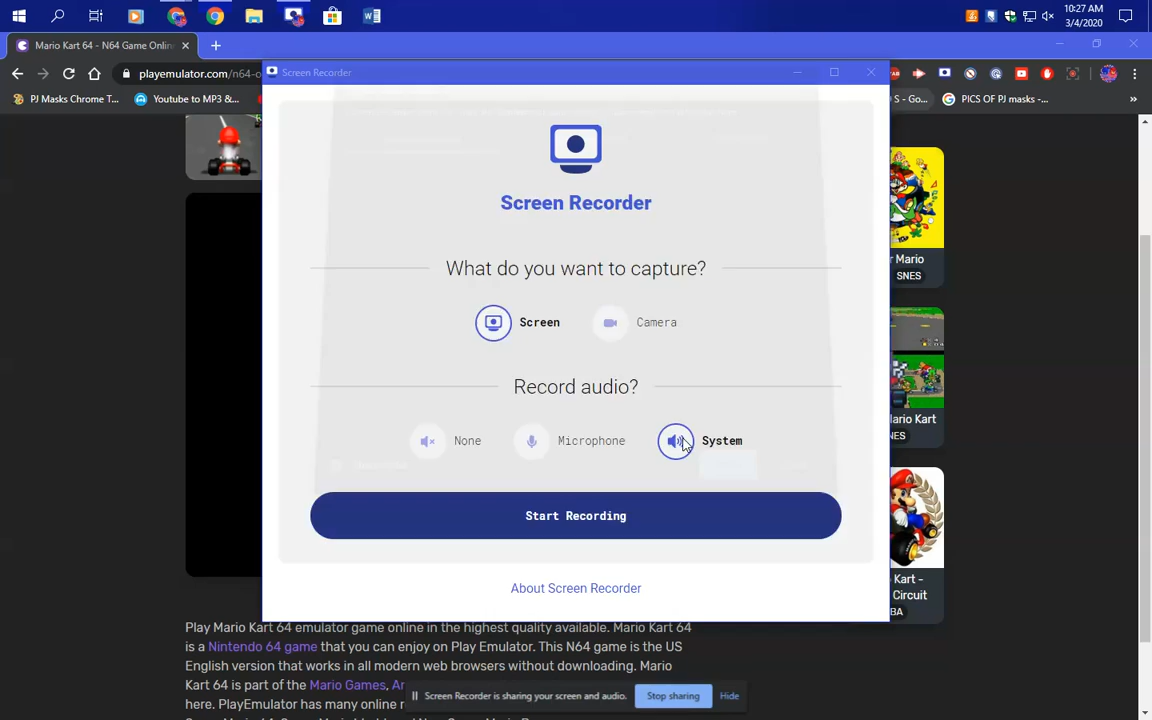 10:27 AM
3/4/2020
Mario Kart 64 - N64 Game Onlin
playemulator.com/n64-o
PJ Masks Chrome T...
Youtube to MP3 &...
S - Go...
PICS OF PJ masks -...
Screen Recorder
Screen Recorder
What do you want to capture?
Screen
Camera
Record audio?
None
Microphone
System
Start Recording
About Screen Recorder
r Mario
SNES
ario Kart
NES
Kart -
Circuit
BA
Play Mario Kart 64 emulator game online in the highest quality available. Mario Kart 64
is a Nintendo 64 game that you can enjoy on Play Emulator. This N64 game is the US
English version that works in all modern web browsers without downloading. Mario
Kart 64 is part of the Mario Games, Ar
here. PlayEmulator has many online r
Screen Recorder is sharing your screen and audio.
Stop sharing
Hide